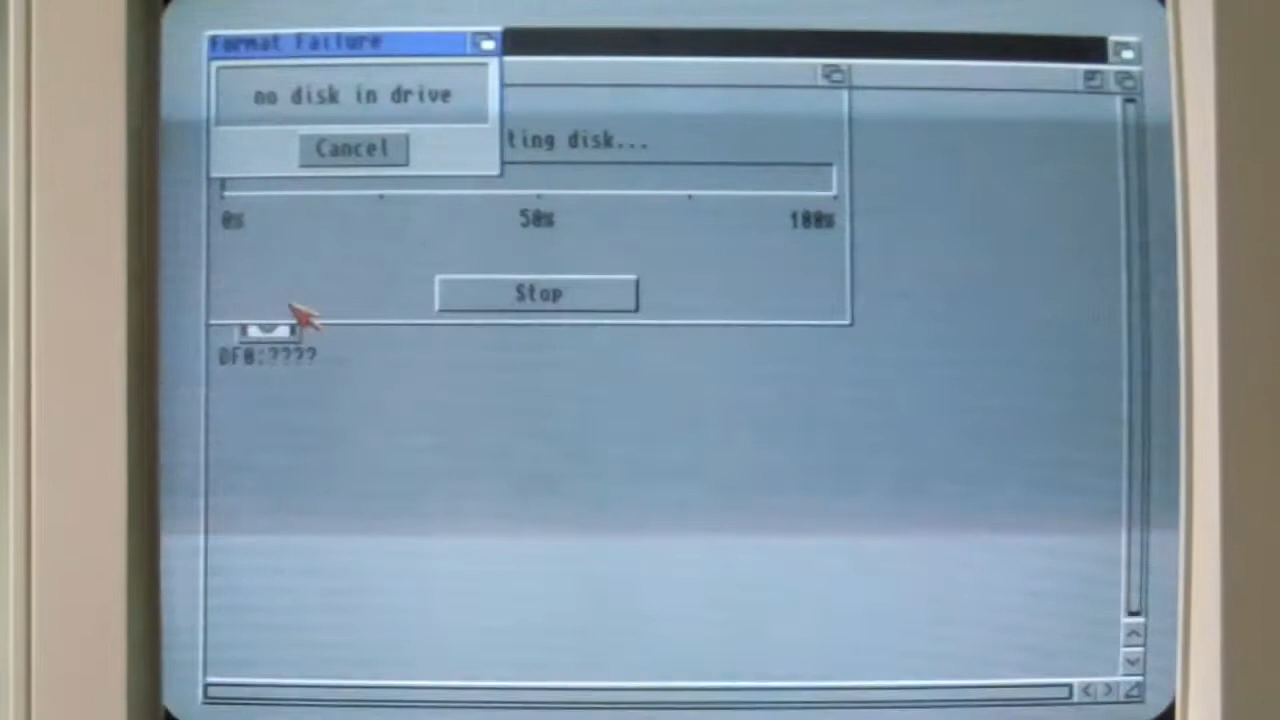 Format Failure
no disk in drive
Cancel
ting disk...
0% 50% 100%
Stop
DF0:????